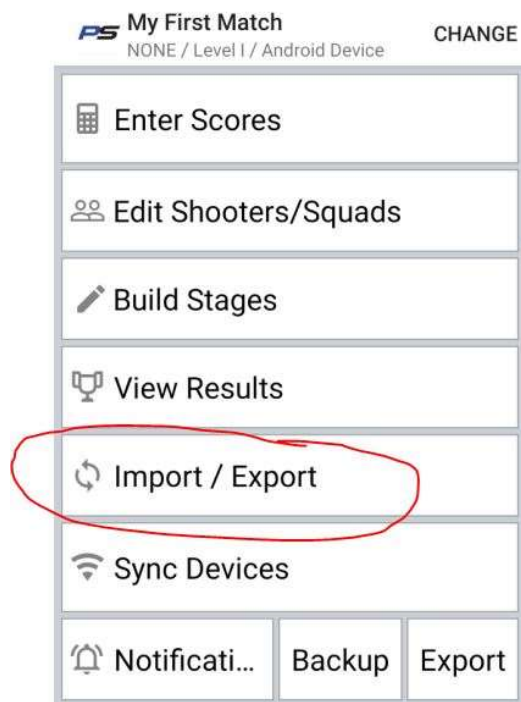 PS My First Match CHANGE
NONE / Level I / Android Device
Enter Scores
Edit Shooters/Squads
Build Stages
View Results
Import / Export
Sync Devices
Notificati... Backup Export